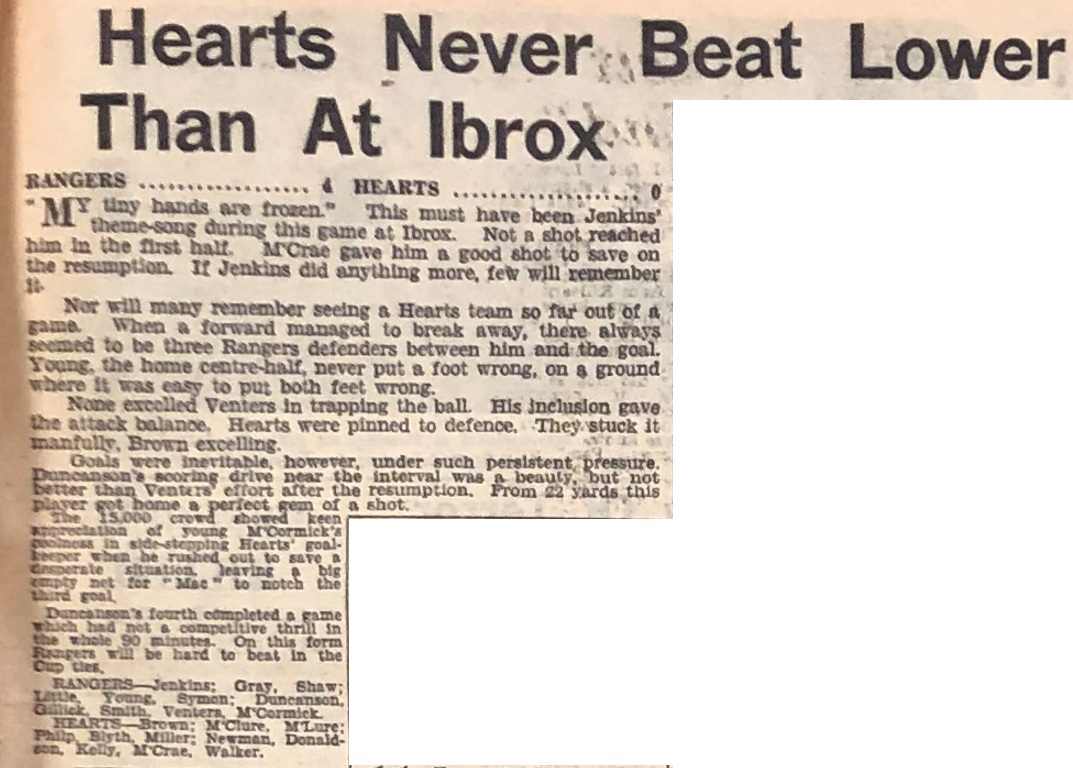 Hearts Never Beat Lower
Than At Ibrox
RANGERS .................. 4 HEARTS ..................... 0
"MY tiny hands are frozen." This must have been Jenkins'
theme-song during this game at Ibrox. Not a shot reached
him in the first half. M'Crae gave him a good shot to save on
the resumption. If Jenkins did anything more, few will remember
it.
Nor will many remember seeing a Hearts team so far out of a
game. When a forward managed to break away, there always
seemed to be three Rangers defenders between him and the goal.
Young, the home centre-half, never put a foot wrong, on a ground
where it was easy to put both feet wrong.
None excelled Venters in trapping the ball. His inclusion gave
the attack balance. Hearts were pinned to defence. They stuck it
manfully, Brown excelling.
Goals were inevitable, however, under such persistent pressure.
Duncanson's scoring drive near the interval was a beauty, but not
better than Venters' effort after the resumption. From 22 yards this
player got home a perfect gem of a shot.
The 15,000 crowd showed keen
appreciation of young M'Cormick's
coolness in side-stepping Hearts' goal-
keeper when he rushed out to save a
desperate situation, leaving a big
empty net for "Mac" to notch the
third goal.
Duncanson's fourth completed a game
which had not a competitive thrill in
the whole 90 minutes. On this form
Rangers will be hard to beat in the
Cup ties.
RANGERS—Jenkins; Gray, Shaw;
Little, Young, Symon; Duncanson,
Gillick, Smith, Venters, M'Cormick.
HEARTS—Brown; M'Clure, M'Lure;
Philp, Blyth, Miller; Newman, Donald-
son, Kelly, M'Crae, Walker.